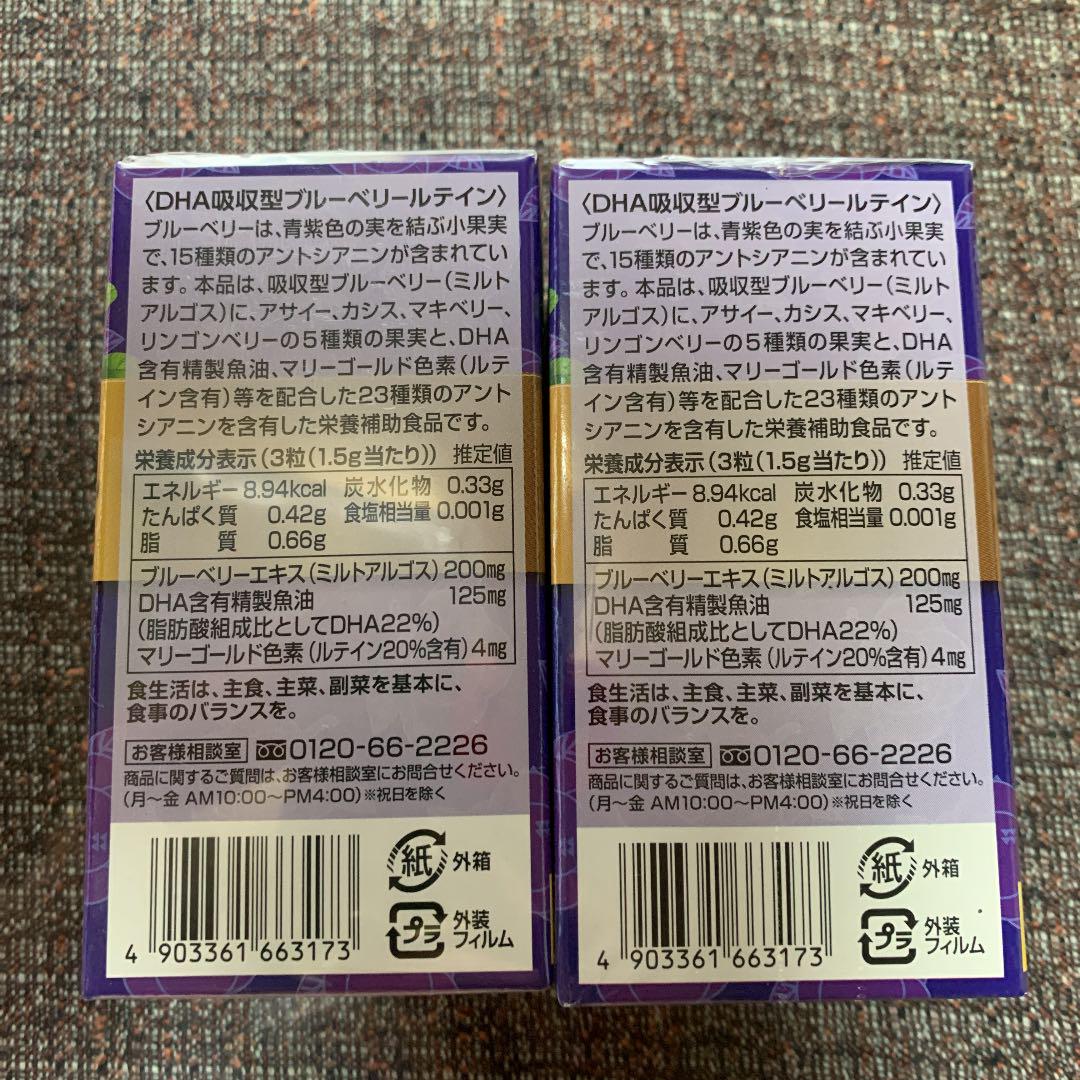 〈DHA吸収型ブルーベリールテイン〉
ブルーベリーは、青紫色の実を結ぶ小果実
で、15種類のアントシアニンが含まれてい
ます。本品は、吸収型ブルーベリー(ミルト
アルゴス)に、アサイー、カシス、マキベリー、
リンゴンベリーの5種類の果実と、DHA
含有精製魚油、マリーゴールド色素(ルテ
イン含有)等を配合した23種類のアント
シアニンを含有した栄養補助食品です。
栄養成分表示(3粒(1.5g当たり)) 推定値
エネルギー 8.94kcal 炭水化物 0.33g
たんぱく質 0.42g 食塩相当量 0.001g
脂質 0.66g
ブルーベリーエキス(ミルトアルゴス) 200mg
DHA含有精製魚油 125mg
(脂肪酸組成比としてDHA22%)
マリーゴールド色素(ルテイン20%含有) 4mg
食生活は、主食、主菜、副菜を基本に、
食事のバランスを。
お客様相談室 0120-66-2226
商品に関するご質問は、お客様相談室にお問合せください。
(月〜金 AM10:00〜PM4:00)※祝日を除く
紙 外箱
プラ 外装
フィルム
4 903361 663173
〈DHA吸収型ブルーベリールテイン〉
ブルーベリーは、青紫色の実を結ぶ小果実
で、15種類のアントシアニンが含まれてい
ます。本品は、吸収型ブルーベリー(ミルト
アルゴス)に、アサイー、カシス、マキベリー、
リンゴンベリーの5種類の果実と、DHA
含有精製魚油、マリーゴールド色素(ルテ
イン含有)等を配合した23種類のアント
シアニンを含有した栄養補助食品です。
栄養成分表示(3粒(1.5g当たり)) 推定値
エネルギー 8.94kcal 炭水化物 0.33g
たんぱく質 0.42g 食塩相当量 0.001g
脂質 0.66g
ブルーベリーエキス(ミルトアルゴス) 200mg
DHA含有精製魚油 125mg
(脂肪酸組成比としてDHA22%)
マリーゴールド色素(ルテイン20%含有) 4mg
食生活は、主食、主菜、副菜を基本に、
食事のバランスを。
お客様相談室 0120-66-2226
商品に関するご質問は、お客様相談室にお問合せください。
(月〜金 AM10:00〜PM4:00)※祝日を除く
紙 外箱
プラ 外装
フィルム
4 903361 663173